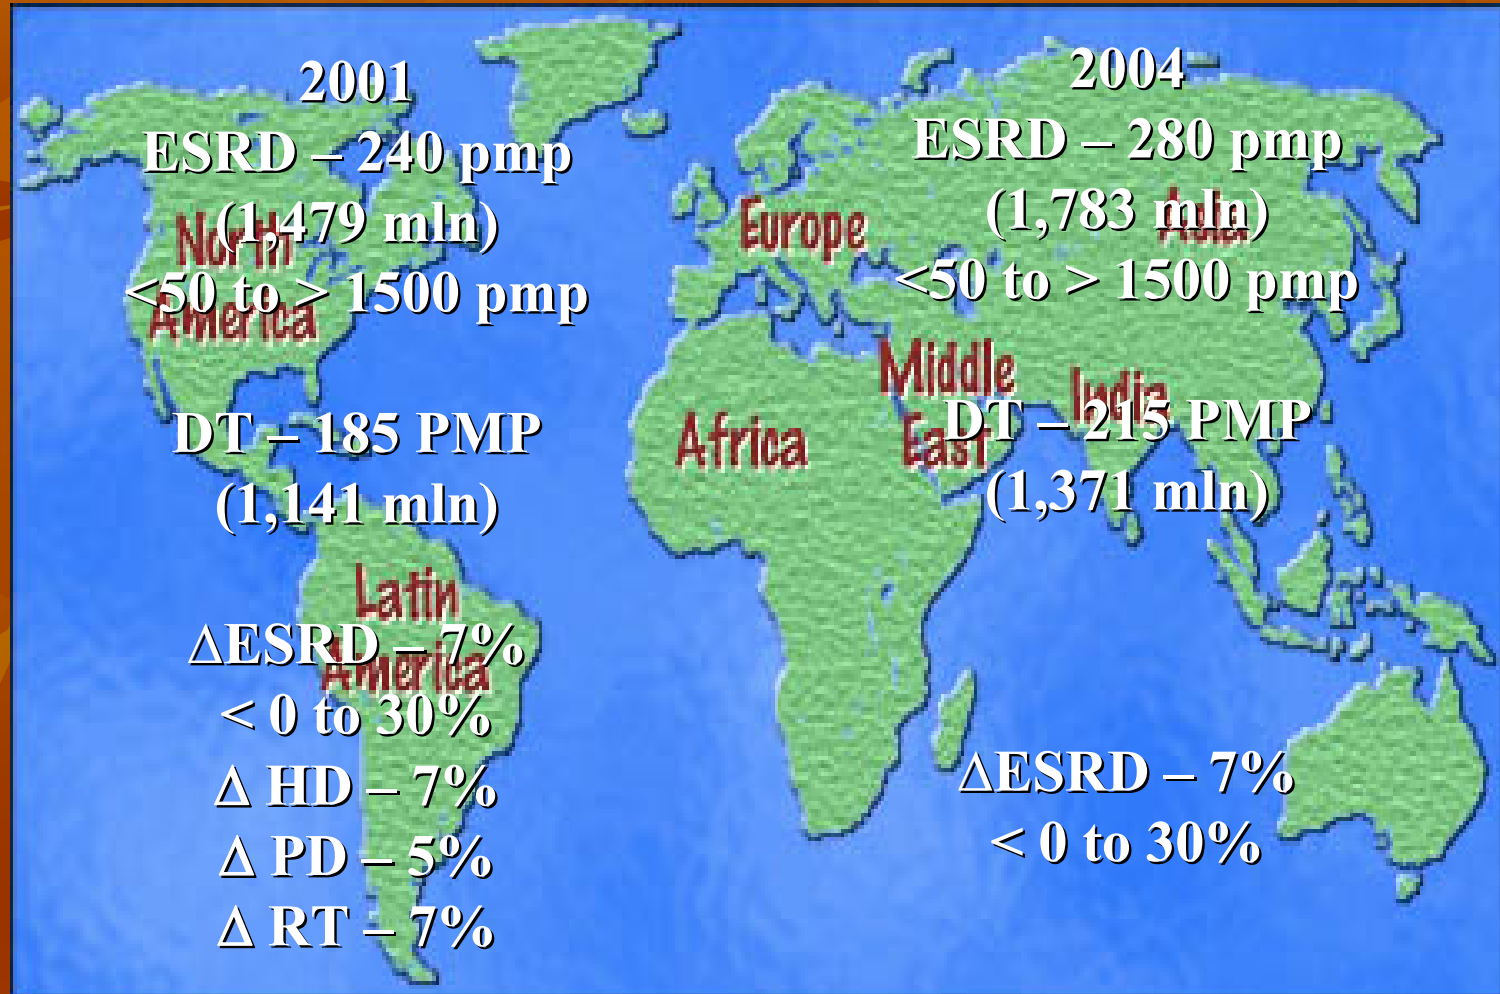 2001
ESRD – 240 pmp
(1,479 mln)
<50 to > 1500 pmp
DT – 185 PMP
(1,141 mln)
ΔESRD – 7%
< 0 to 30%
Δ HD – 7%
Δ PD – 5%
Δ RT – 7%
2004
ESRD – 280 pmp
(1,783 mln)
<50 to > 1500 pmp
DT – 215 PMP
(1,371 mln)
ΔESRD – 7%
< 0 to 30%
North
America
Latin
America
Europe
Africa
Middle
East
India
Asia